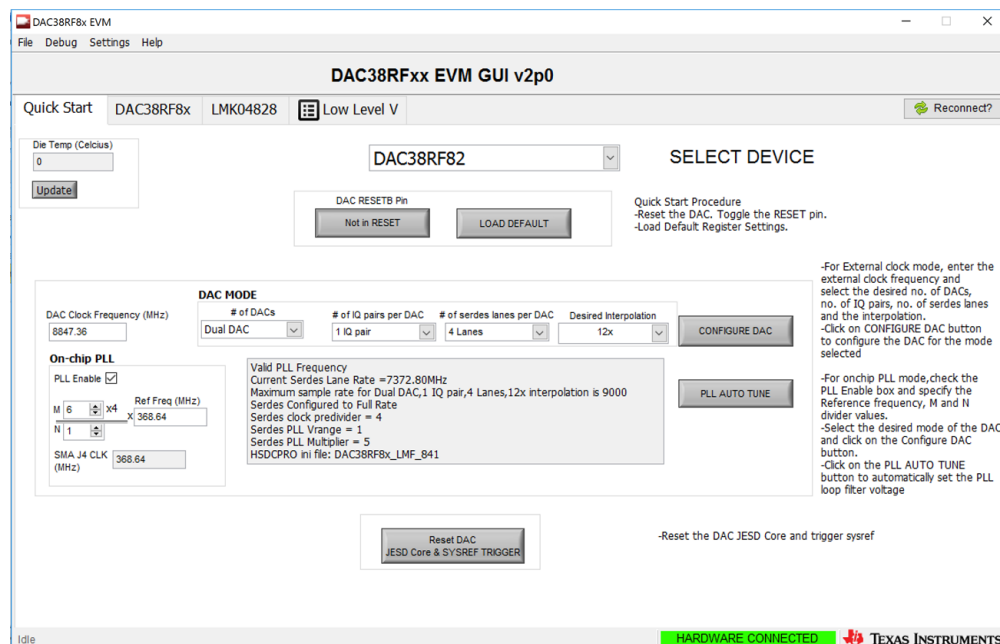 DAC38RF8x EVM
File Debug Settings Help
DAC38RFxx EVM GUI v2p0
Quick Start DAC38RF8x LMK04828 Low Level V
Reconnect?
Die Temp (Celcius)
0
Update
DAC38RF82
SELECT DEVICE
DAC RESETB Pin
Not in RESET
LOAD DEFAULT
Quick Start Procedure
-Reset the DAC. Toggle the RESET pin.
-Load Default Register Settings.
DAC Clock Frequency (MHz)
8847.36
DAC MODE
# of DACs
Dual DAC
# of IQ pairs per DAC
1 IQ pair
# of serdes lanes per DAC
4 Lanes
Desired Interpolation
12x
CONFIGURE DAC
On-chip PLL
PLL Enable
M 6 x4
N 1
x
Ref Freq (MHz)
368.64
SMA J4 CLK
(MHz)
368.64
Valid PLL Frequency
Current Serdes Lane Rate =7372.80MHz
Maximum sample rate for Dual DAC,1 IQ pair,4 Lanes,12x interpolation is 9000
Serdes Configured to Full Rate
Serdes clock predivider = 4
Serdes PLL Vrange = 1
Serdes PLL Multiplier = 5
HSDCPRO ini file: DAC38RF8x_LMF_841
PLL AUTO TUNE
-For External clock mode, enter the
external clock frequency and
select the desired no. of DACs,
no. of IQ pairs, no. of serdes lanes
and the interpolation.
-Click on CONFIGURE DAC button
to configure the DAC for the mode
selected
-For onchip PLL mode,check the
PLL Enable box and specify the
Reference frequency, M and N
divider values.
-Select the desired mode of the DAC
and click on the Configure DAC
button.
-Click on the PLL AUTO TUNE
button to automatically set the PLL
loop filter voltage
Reset DAC
JESD Core & SYSREF TRIGGER
-Reset the DAC JESD Core and trigger sysref
Idle
HARDWARE CONNECTED
TEXAS INSTRUMENTS